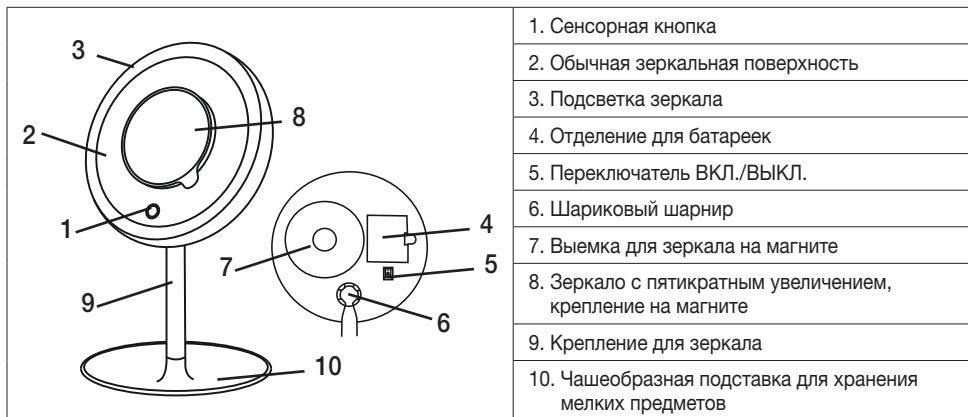 3
2
1
8
9
10
7
4
5
6
1. Сенсорная кнопка
2. Обычная зеркальная поверхность
3. Подсветка зеркала
4. Отделение для батареек
5. Переключатель ВКЛ./ВЫКЛ.
6. Шариковый шарнир
7. Выемка для зеркала на магните
8. Зеркало с пятикратным увеличением,
крепление на магните
9. Крепление для зеркала
10. Чашеобразная подставка для хранения
мелких предметов